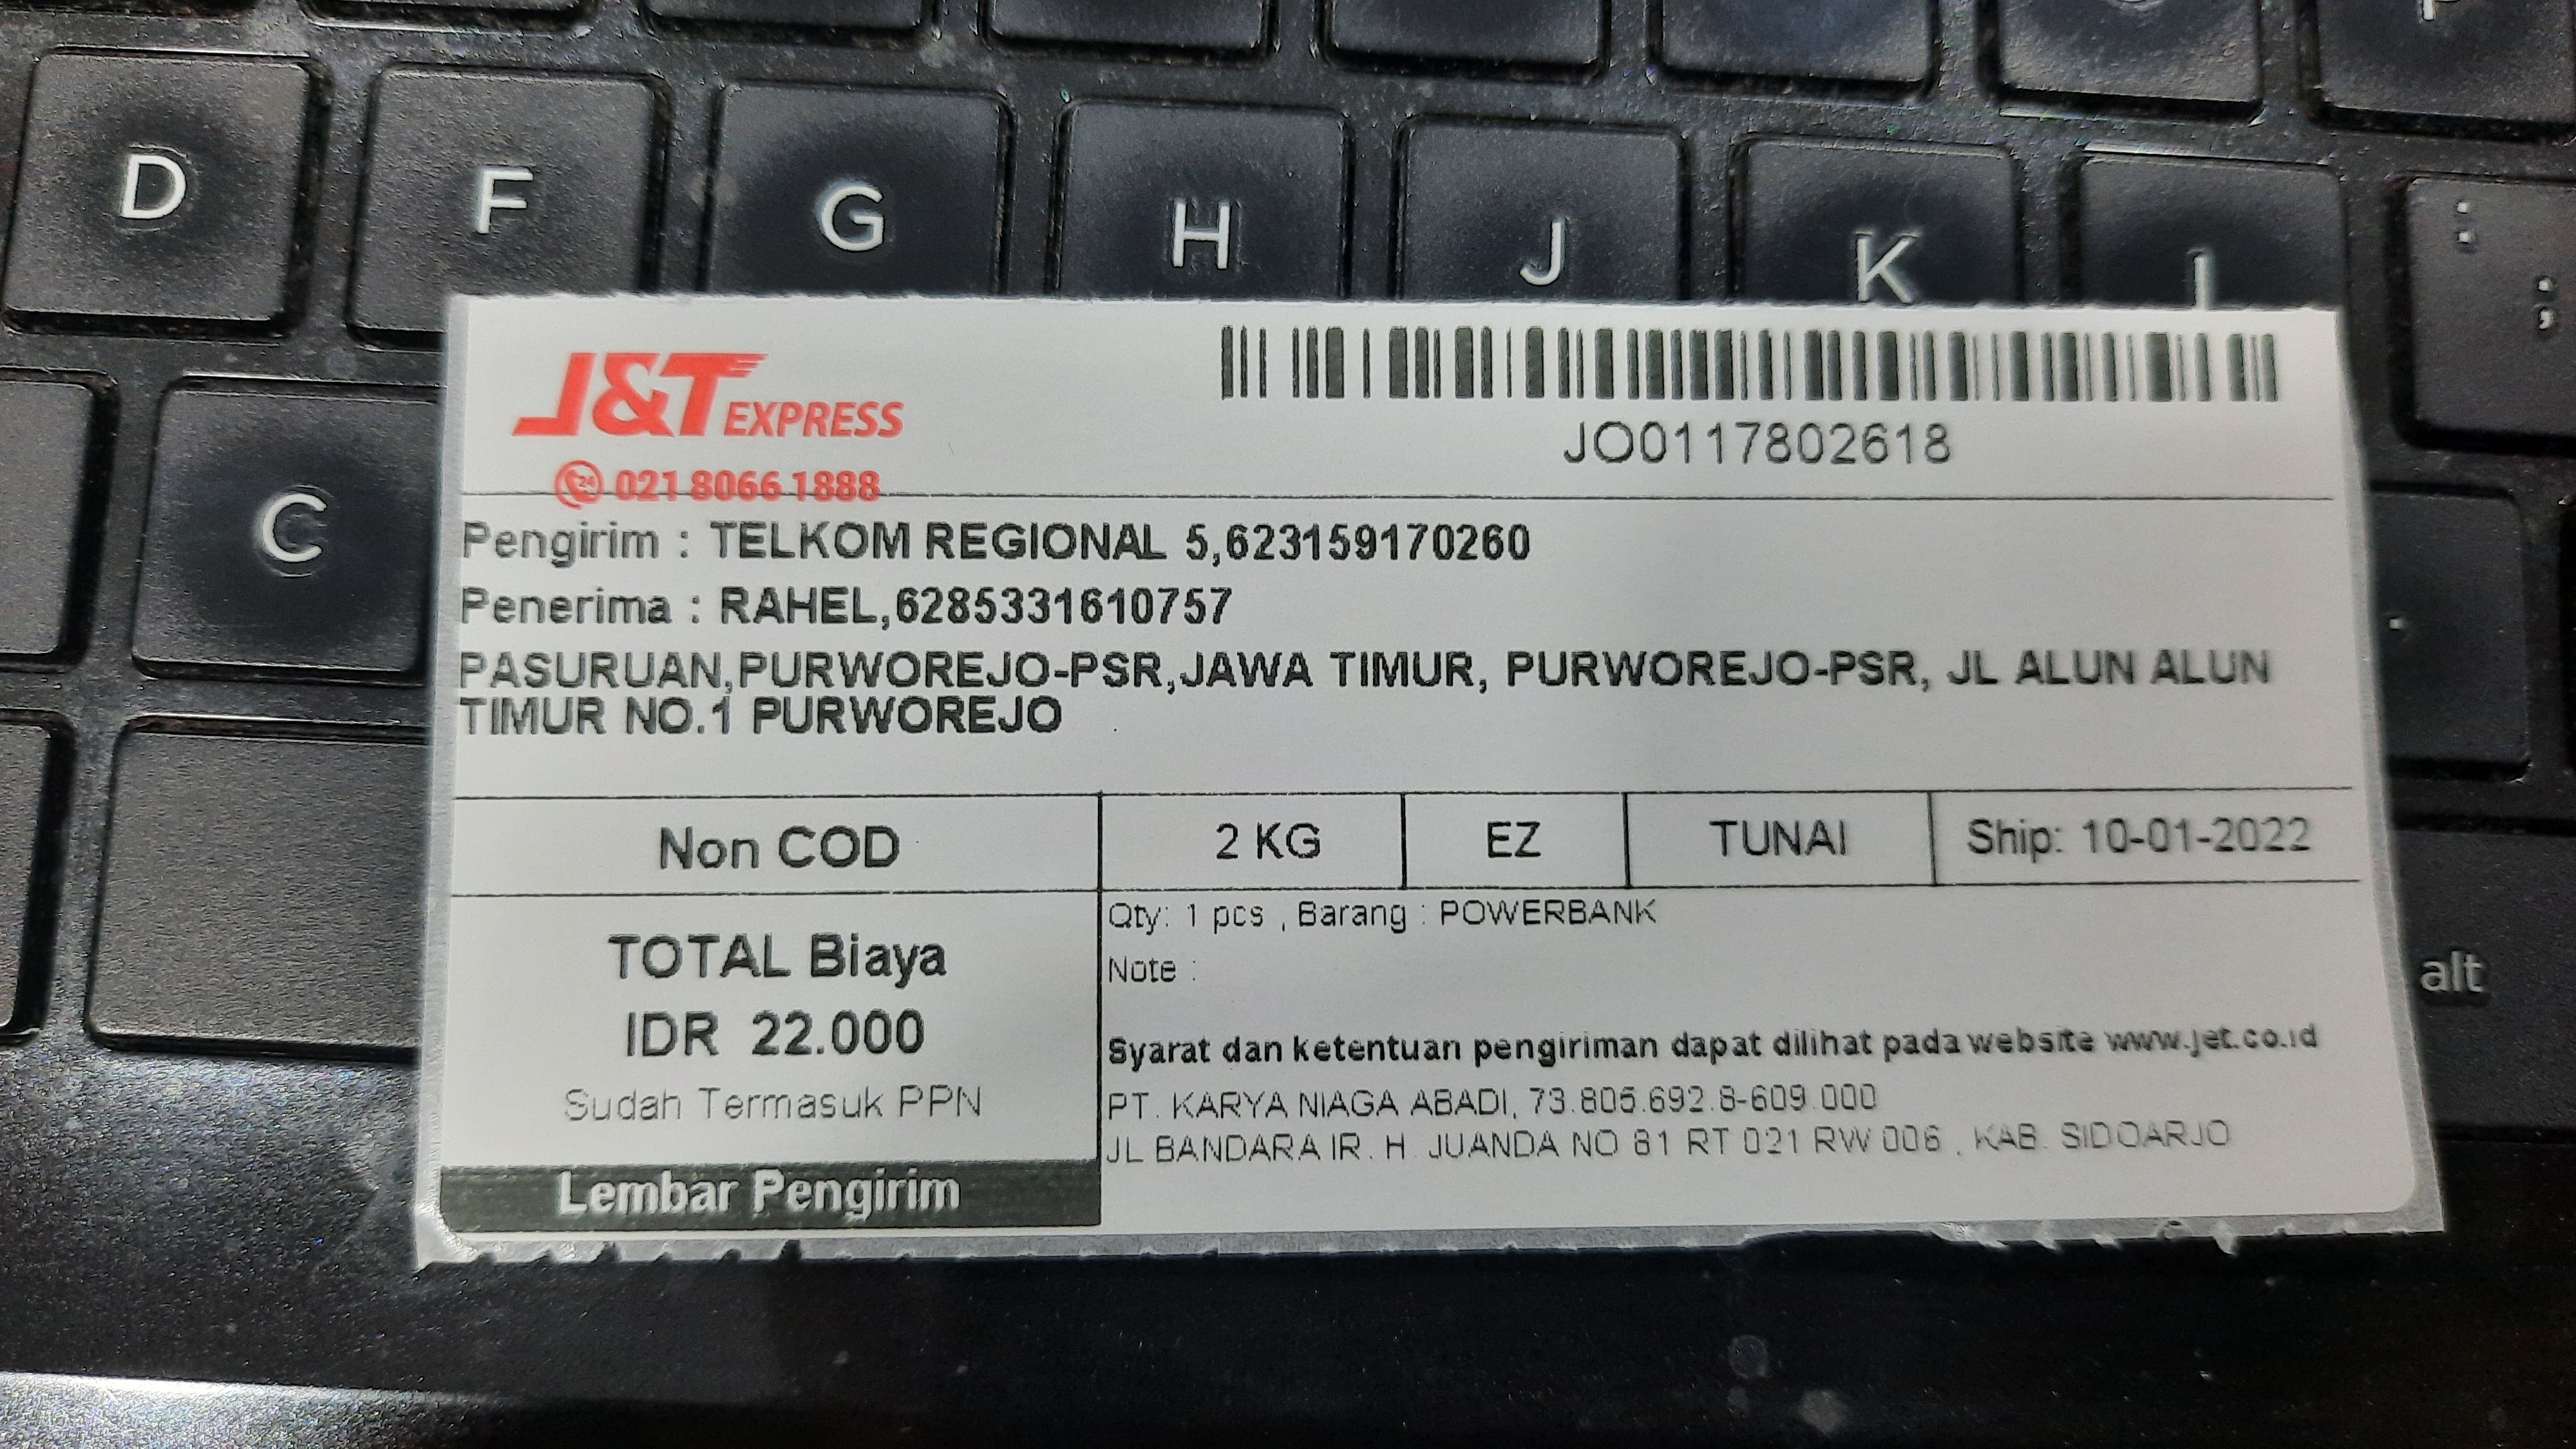 J&T EXPRESS
021 8066 1888
JO0117802618
Pengirim : TELKOM REGIONAL 5,623159170260
Penerima : RAHEL,6285331610757
PASURUAN,PURWOREJO-PSR,JAWA TIMUR, PURWOREJO-PSR, JL ALUN ALUN
TIMUR NO.1 PURWOREJO
Non COD 2 KG EZ TUNAI Ship: 10-01-2022
TOTAL Biaya
IDR 22.000
Sudah Termasuk PPN
Lembar Pengirim
Qty: 1 pcs , Barang : POWERBANK
Note :
Syarat dan ketentuan pengiriman dapat dilihat pada website www.jet.co.id
PT. KARYA NIAGA ABADI, 73.806.692.8-609.000
JL BANDARA IR. H. JUANDA NO 81 RT 021 RW 006 , KAB. SIDOARJO
D
C
F
G
H
J
K
L
alt
: ;